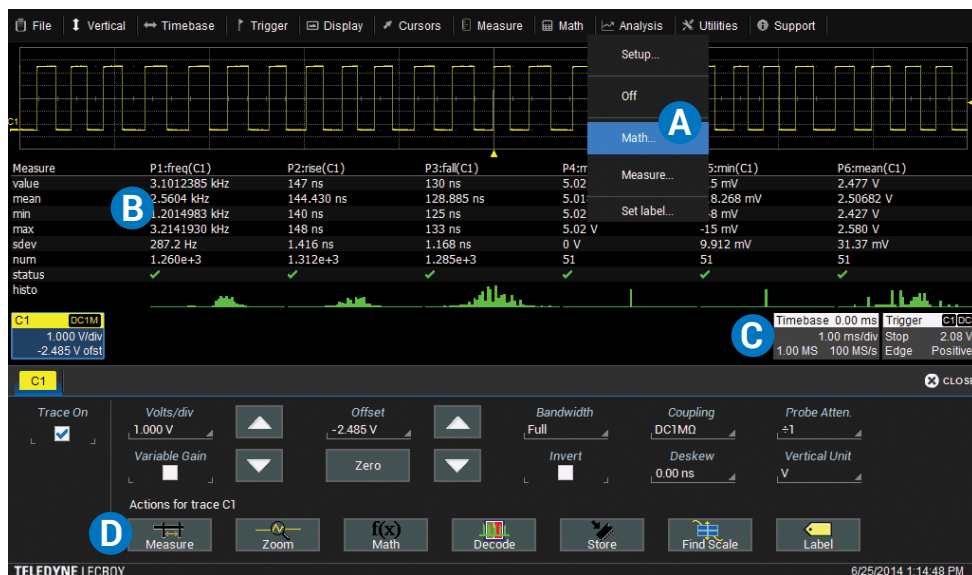 File Vertical Timebase Trigger Display Cursors Measure Math Analysis Utilities Support
Setup...
Off
Math...
Measure...
Set label...
A
C1
Measure P1:freq(C1) P2:rise(C1) P3:fall(C1) P4:m 5:min(C1) P6:mean(C1)
value 3.1012385 kHz 147 ns 130 ns 5.02 5 mV 2.477 V
mean 2.5604 kHz 144.430 ns 128.885 ns 5.01 8.268 mV 2.50682 V
B
min 1.2014983 kHz 140 ns 125 ns 5.02 -8 mV 2.427 V
max 3.2141930 kHz 148 ns 133 ns 5.02 V -15 mV 2.580 V
sdev 287.2 Hz 1.416 ns 1.168 ns 0 V 9.912 mV 31.37 mV
num 1.260e+3 1.312e+3 1.285e+3 51 51 51
status
histo
C1 DC1M
1.000 V/div
-2.485 V ofst
C
Timebase 0.00 ms
1.00 ms/div
1.00 MS 100 MS/s
Trigger C1 DC
Stop 2.08 V
Edge Positive
C1
CLOSE
Trace On Volts/div Offset Bandwidth Coupling Probe Atten.
1.000 V -2.485 V Full DC1MΩ ÷1
Variable Gain Zero Invert Deskew Vertical Unit
0.00 ns V
Actions for trace C1
D
Measure Zoom f(x) Math Decode Store Find Scale Label
TELEDYNE LECROY 6/25/2014 1:14:48 PM